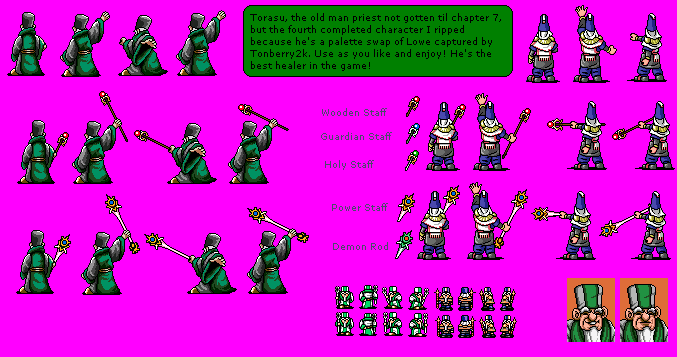 Torasu, the old man priest not gotten til chapter 7,
but the fourth completed character I ripped
because he's a palette swap of Lowe captured by
Tonberry2k. Use as you like and enjoy! He's the
best healer in the game!
Wooden Staff
Guardian Staff
Holy Staff
Power Staff
Demon Rod